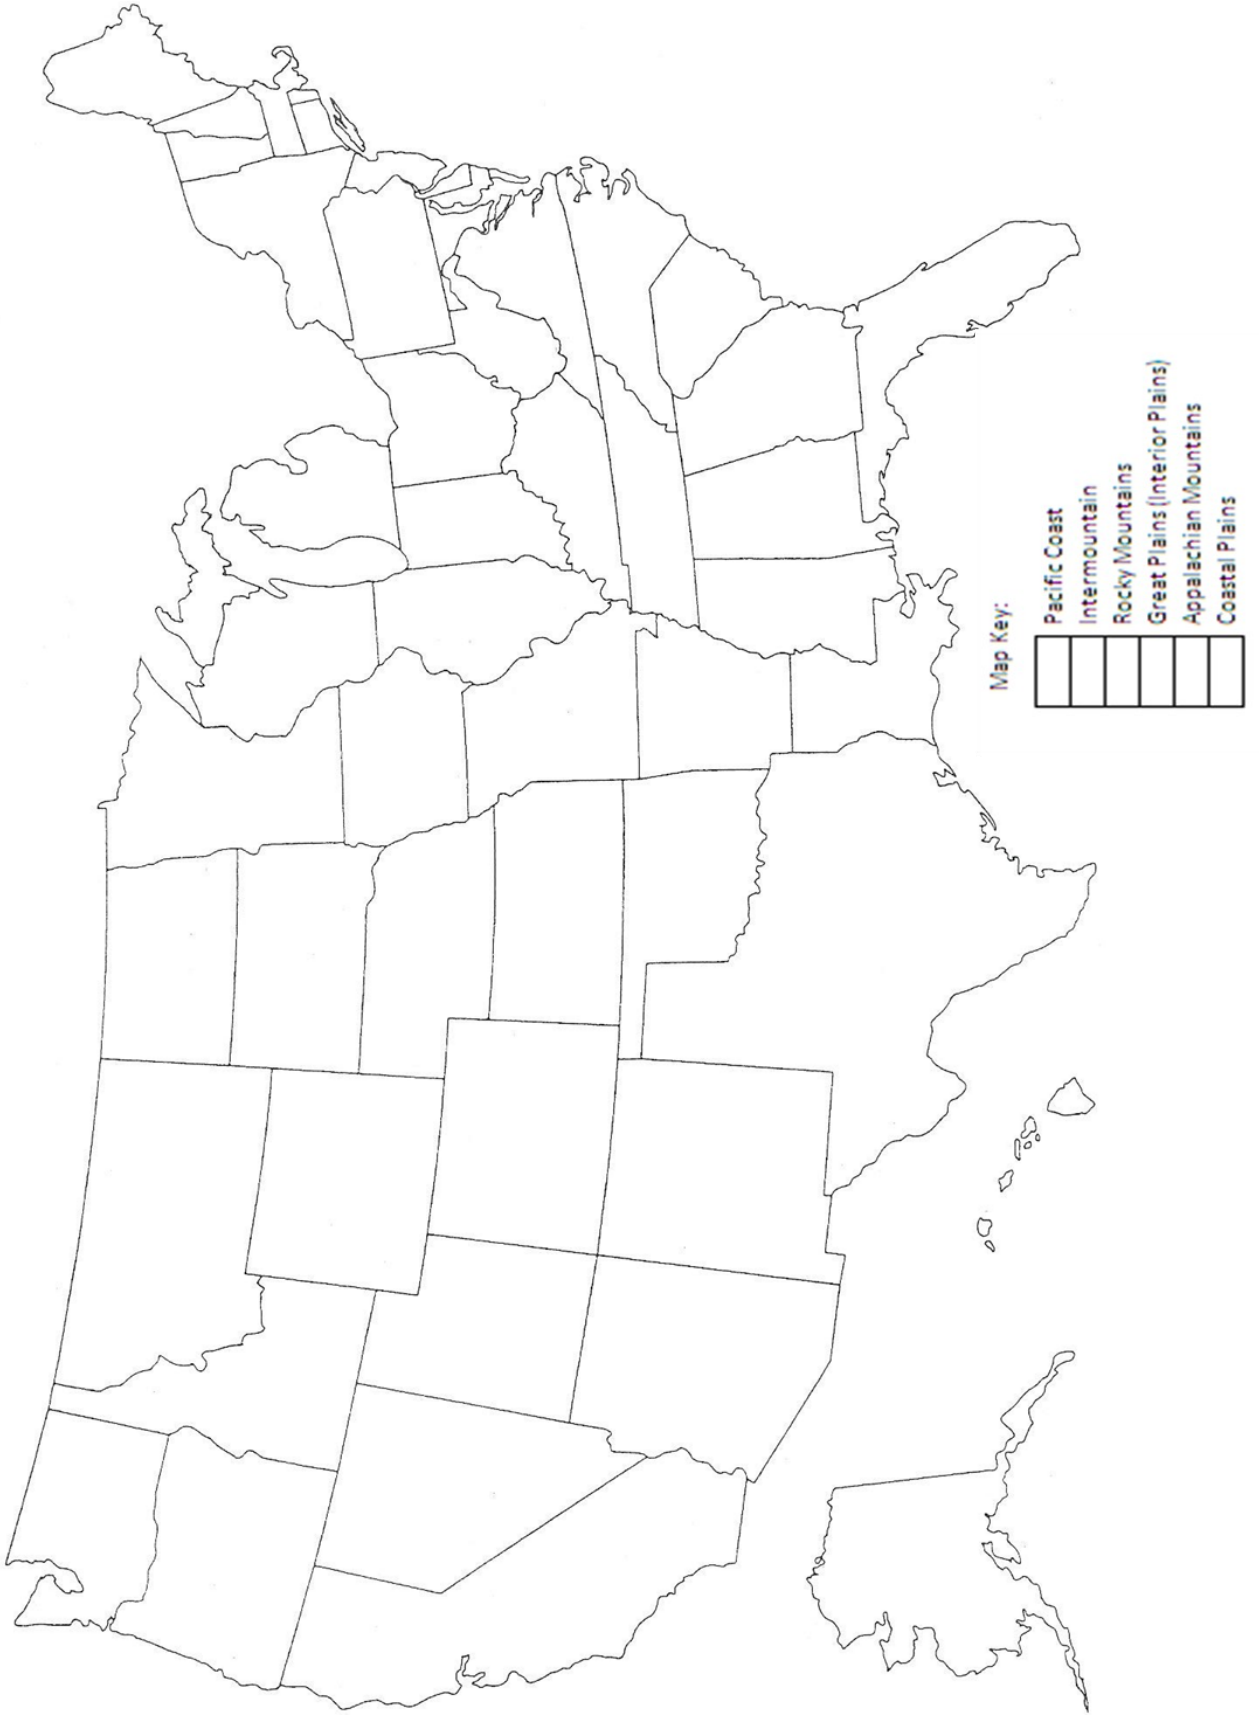 Map Key:
Pacific Coast
Intermountain
Rocky Mountains
Great Plains (Interior Plains)
Appalachian Mountains
Coastal Plains